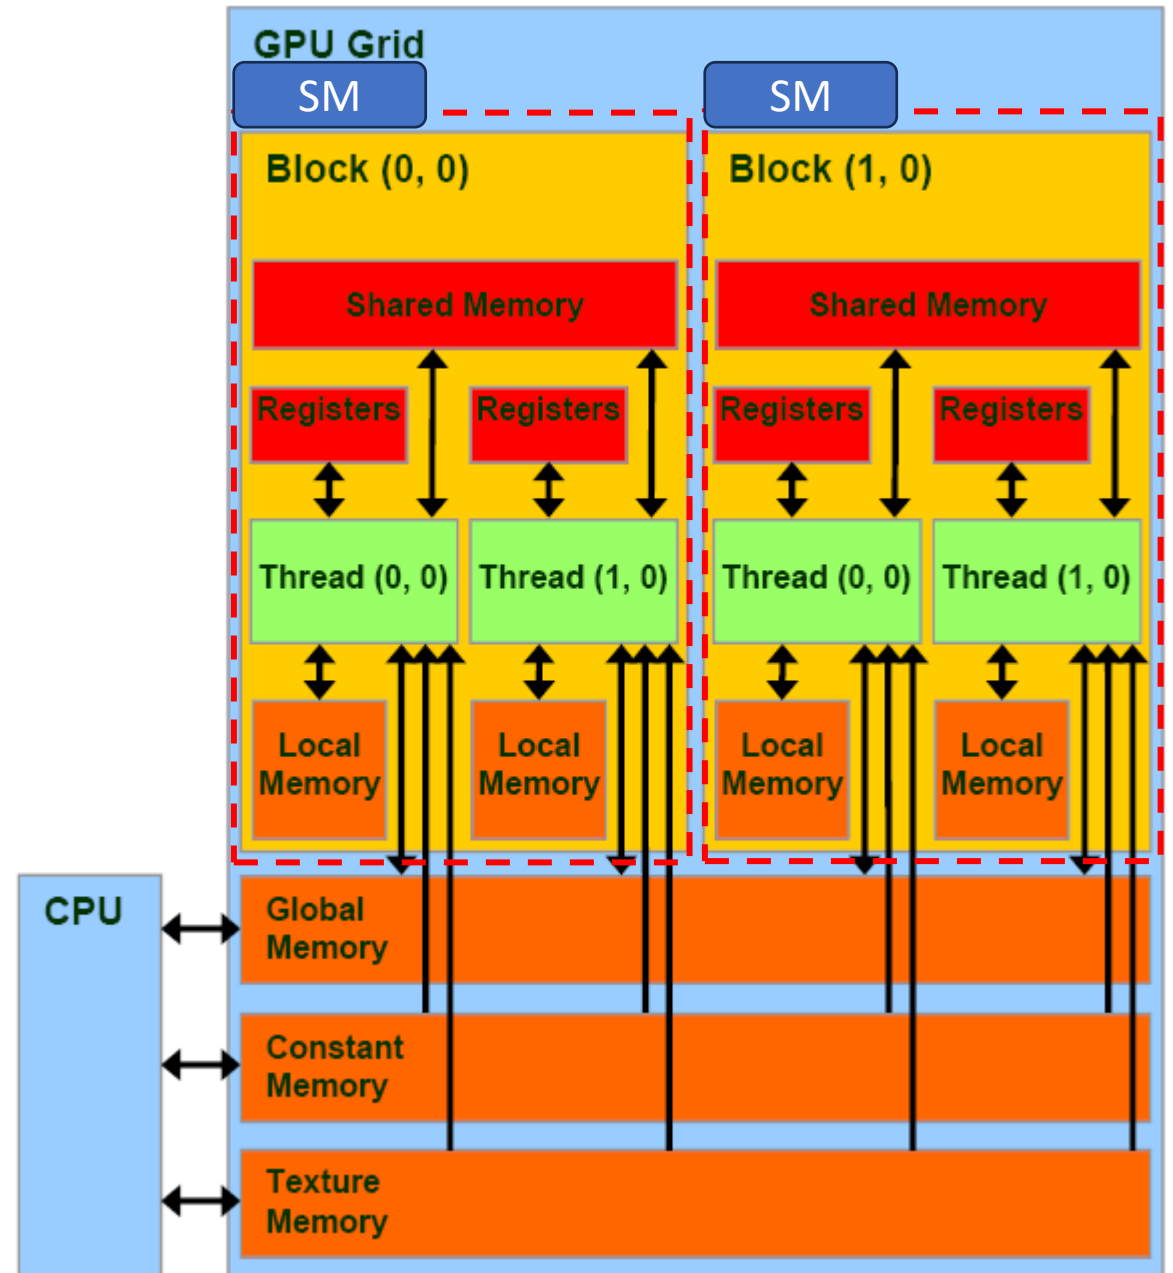 GPU Grid
SM
SM
Block (0, 0)
Block (1, 0)
Shared Memory
Shared Memory
Registers
Registers
Registers
Registers
Thread (0, 0)
Thread (1, 0)
Thread (0, 0)
Thread (1, 0)
Local
Memory
Local
Memory
Local
Memory
Local
Memory
CPU
Global
Memory
Constant
Memory
Texture
Memory